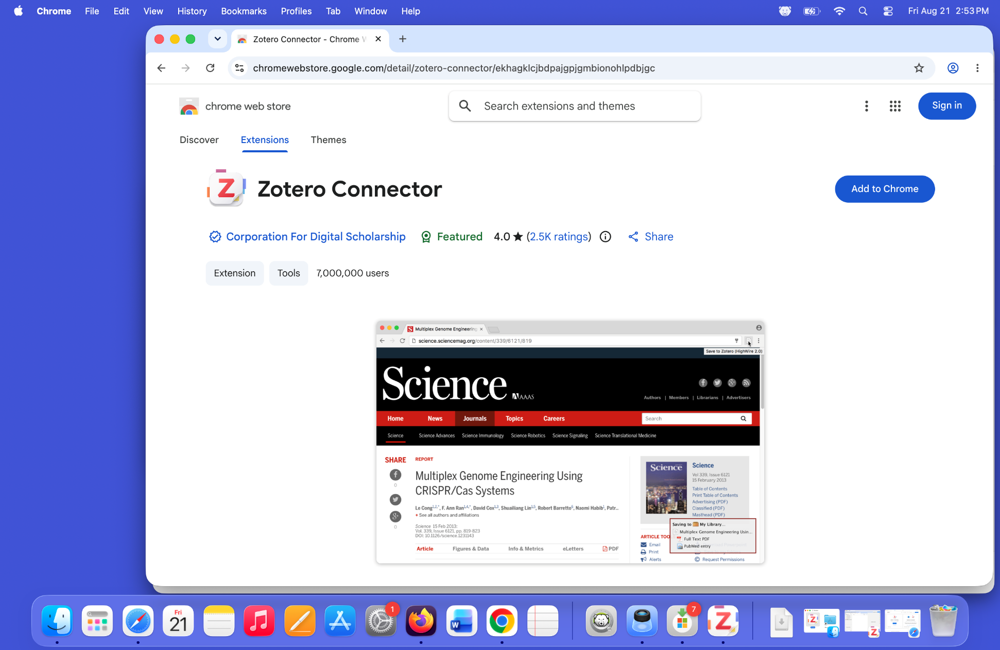 Chrome File Edit View History Bookmarks Profiles Tab Window Help Fri Aug 21 2:53 PM
Zotero Connector - Chrome W
chromewebstore.google.com/detail/zotero-connector/ekhagklcjbdpajgpjgmbionohlpdbjgc
chrome web store Search extensions and themes Sign in
Discover Extensions Themes
Z Zotero Connector Add to Chrome
Corporation For Digital Scholarship Featured 4.0 ★ (2.5K ratings) Share
Extension Tools 7,000,000 users
S Multiplex Genome Engineering
science.sciencemag.org/content/339/6121/819
Save to Zotero (HighWire 2.0)
Science AAAS
Authors | Members | Librarians | Advertisers
Home News Journals Topics Careers Search
Science Science Advances Science Immunology Science Robotics Science Signaling Science Translational Medicine
SHARE
0
0
REPORT
Multiplex Genome Engineering Using
CRISPR/Cas Systems
Le Cong1,2,*, F. Ann Ran1,4,*, David Cox1,3, Shuailiang Lin1,5, Robert Barretto6, Naomi Habib1, Patr...
+ See all authors and affiliations
Science 15 Feb 2013:
Vol. 339, Issue 6121, pp. 819-823
DOI: 10.1126/science.1231143
Article Figures & Data Info & Metrics eLetters PDF
Science
Science
Vol 339, Issue 6121
15 February 2013
Table of Contents
Print Table of Contents
Advertising (PDF)
Classified (PDF)
Masthead (PDF)
ARTICLE TOO
Email
Print
Alerts
Request Permissions
Saving to My Library...
Multiplex Genome Engineering Usin...
Full Text PDF
PubMed entry
Fri
21
1
W
7
Z
Z
Z